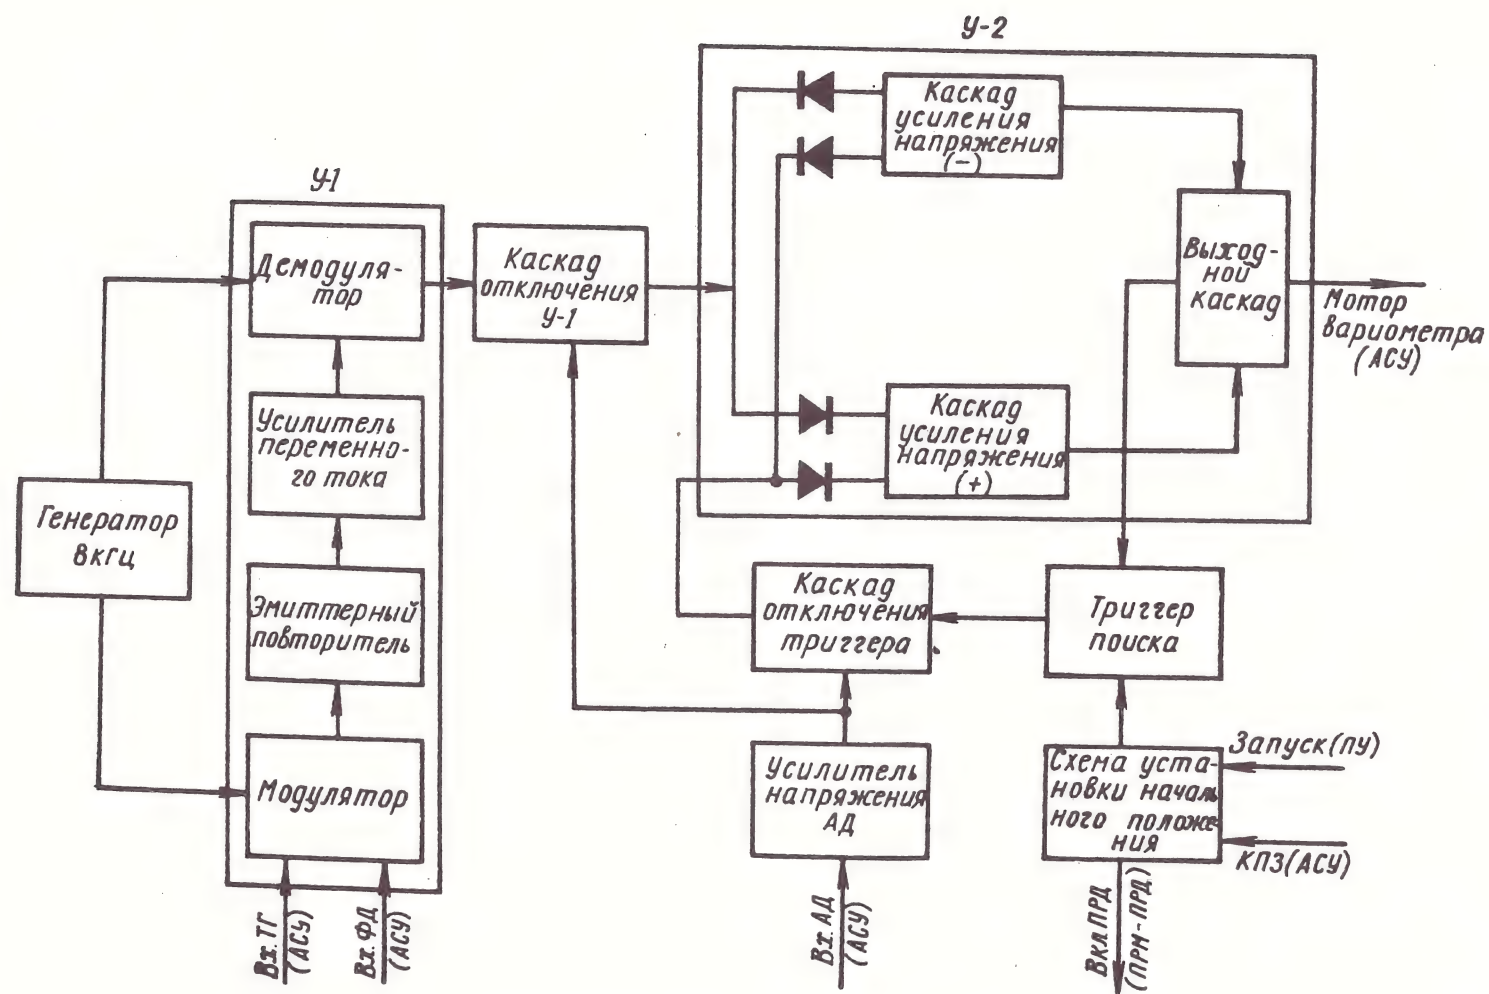 У-2
Каскад
усиления
напряжения
(-)
У-1
Демодуля-
тор
Каскад
отключения
У-1
Выход-
ной
каскад
Мотор
вариометра
(АСУ)
Усилитель
переменно-
го тока
Каскад
усиления
напряжения
(+)
Генератор
8кгц
Эмиттерный
повторитель
Каскад
отключения
триггера
Триггер
поиска
Модулятор
Усилитель
напряжения
АД
Схема уста-
новки началь
ного положе-
ния
Запуск(ПУ)
КПЗ(АСУ)
Вх.ТГ
(АСУ)
Вх.ФД
(АСУ)
Вх.АД
(АСУ)
Вкл.ПРД
(ПРМ-ПРД)